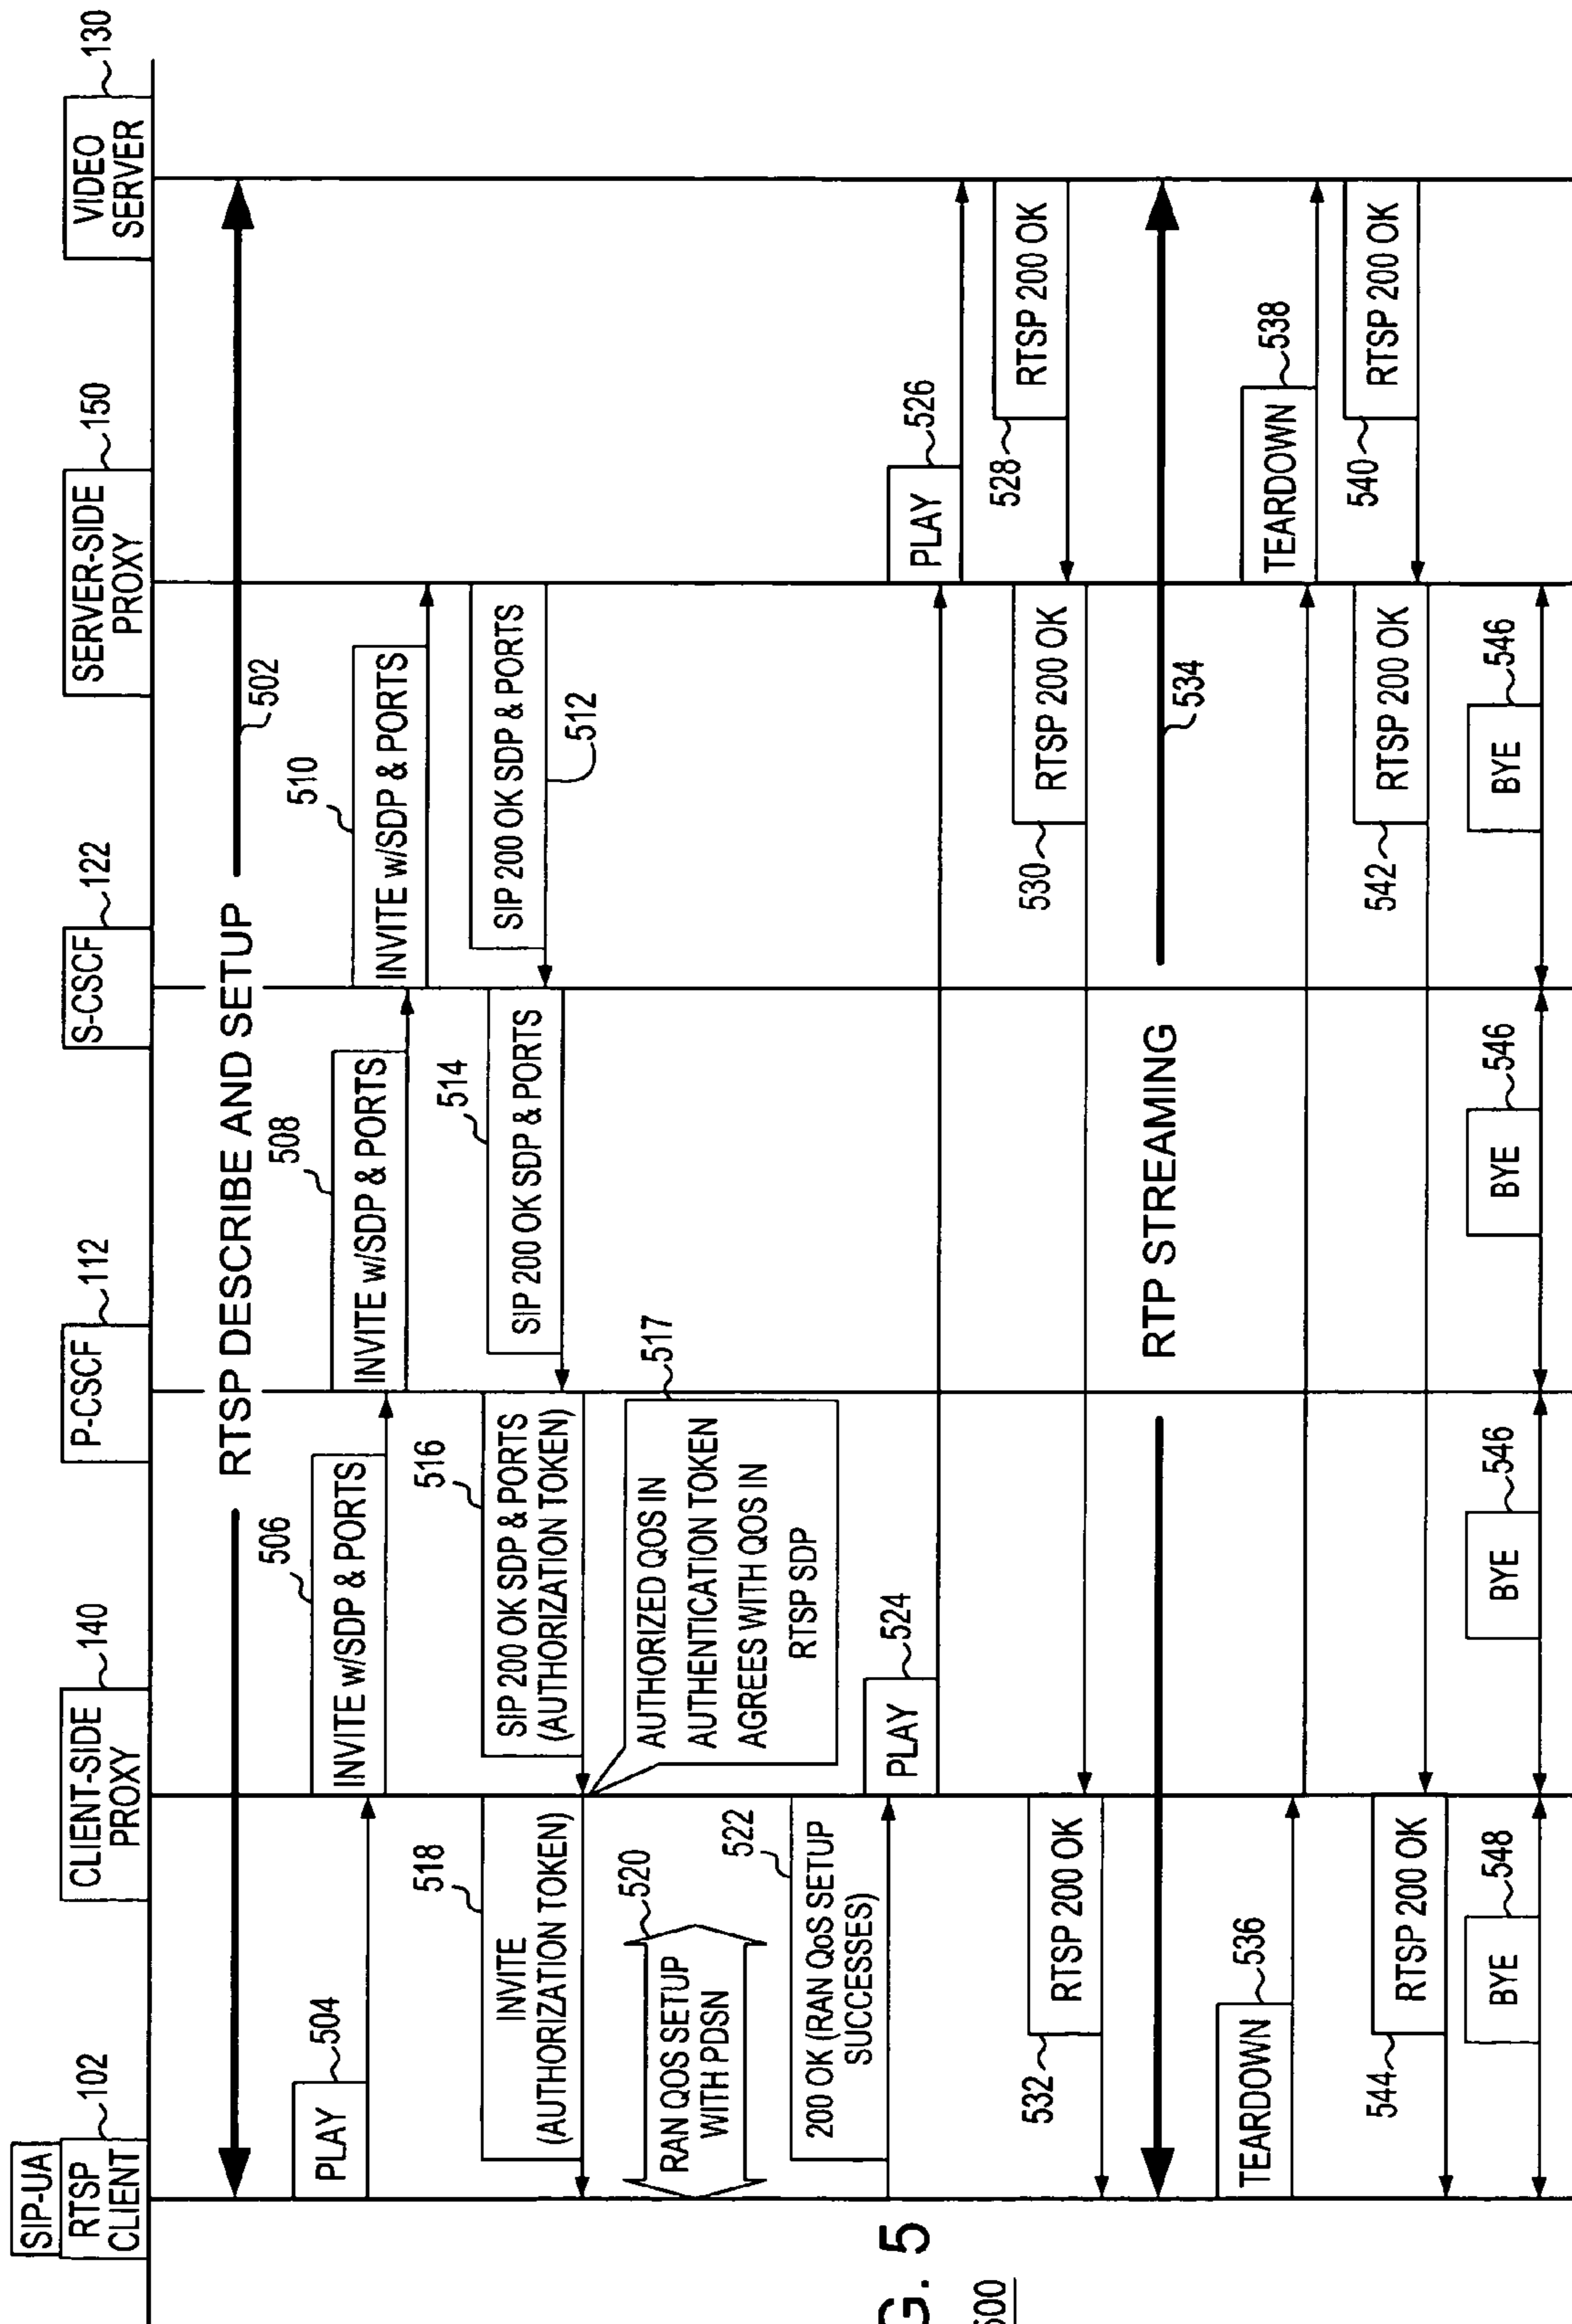 SIP-UA
RTSP
CLIENT
102
CLIENT-SIDE
PROXY
140
P-CSCF
112
S-CSCF
122
SERVER-SIDE
PROXY
150
VIDEO
SERVER
130
RTSP DESCRIBE AND SETUP
502
PLAY
504
INVITE w/SDP & PORTS
506
INVITE w/SDP & PORTS
508
INVITE w/SDP & PORTS
510
SIP 200 OK SDP & PORTS
512
SIP 200 OK SDP & PORTS
514
SIP 200 OK SDP & PORTS
(AUTHORIZATION TOKEN)
516
AUTHORIZED QOS IN
AUTHENTICATION TOKEN
AGREES WITH QOS IN
RTSP SDP
517
INVITE
(AUTHORIZATION TOKEN)
518
RAN QOS SETUP
WITH PDSN
520
200 OK (RAN QoS SETUP
SUCCESSES)
522
PLAY
524
PLAY
526
RTSP 200 OK
528
RTSP 200 OK
530
RTSP 200 OK
532
RTP STREAMING
534
TEARDOWN
536
TEARDOWN
538
RTSP 200 OK
540
RTSP 200 OK
542
RTSP 200 OK
544
BYE
548
BYE
546
BYE
546
BYE
546
G. 5